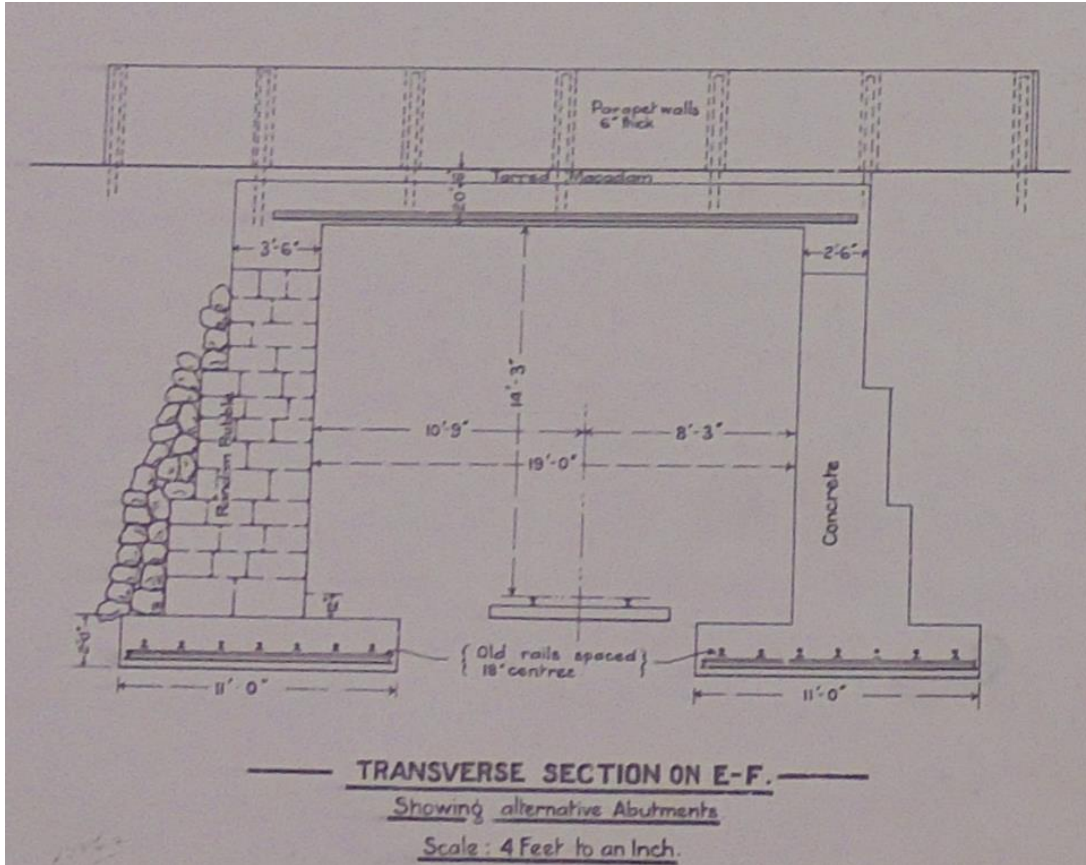 Parapet walls
6" thick
Tarred Macadam
20"
3'-6"
2'-6"
14'-3"
10'-9"
8'-3"
19'-0"
Random Rubble
Concrete
2'-0"
Old rails spaced
18" centres
11'-0"
11'-0"
TRANSVERSE SECTION ON E-F.
Showing alternative Abutments
Scale: 4 Feet to an Inch.